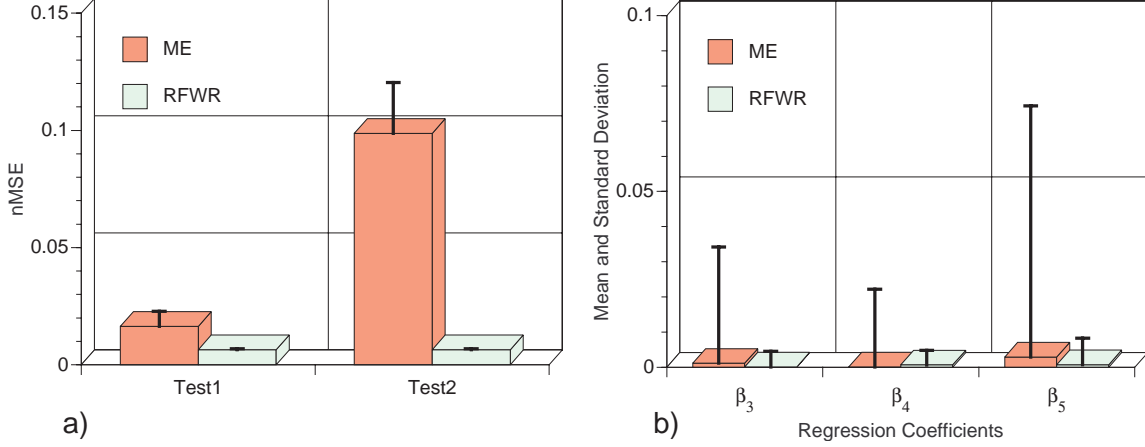 0.15
ME
RFWR
0.1
nMSE
0.05
0
Test1
Test2
a)
0.1
ME
RFWR
Mean and Standard Deviation
0.05
0
β3
β4
β5
b)
Regression Coefficients